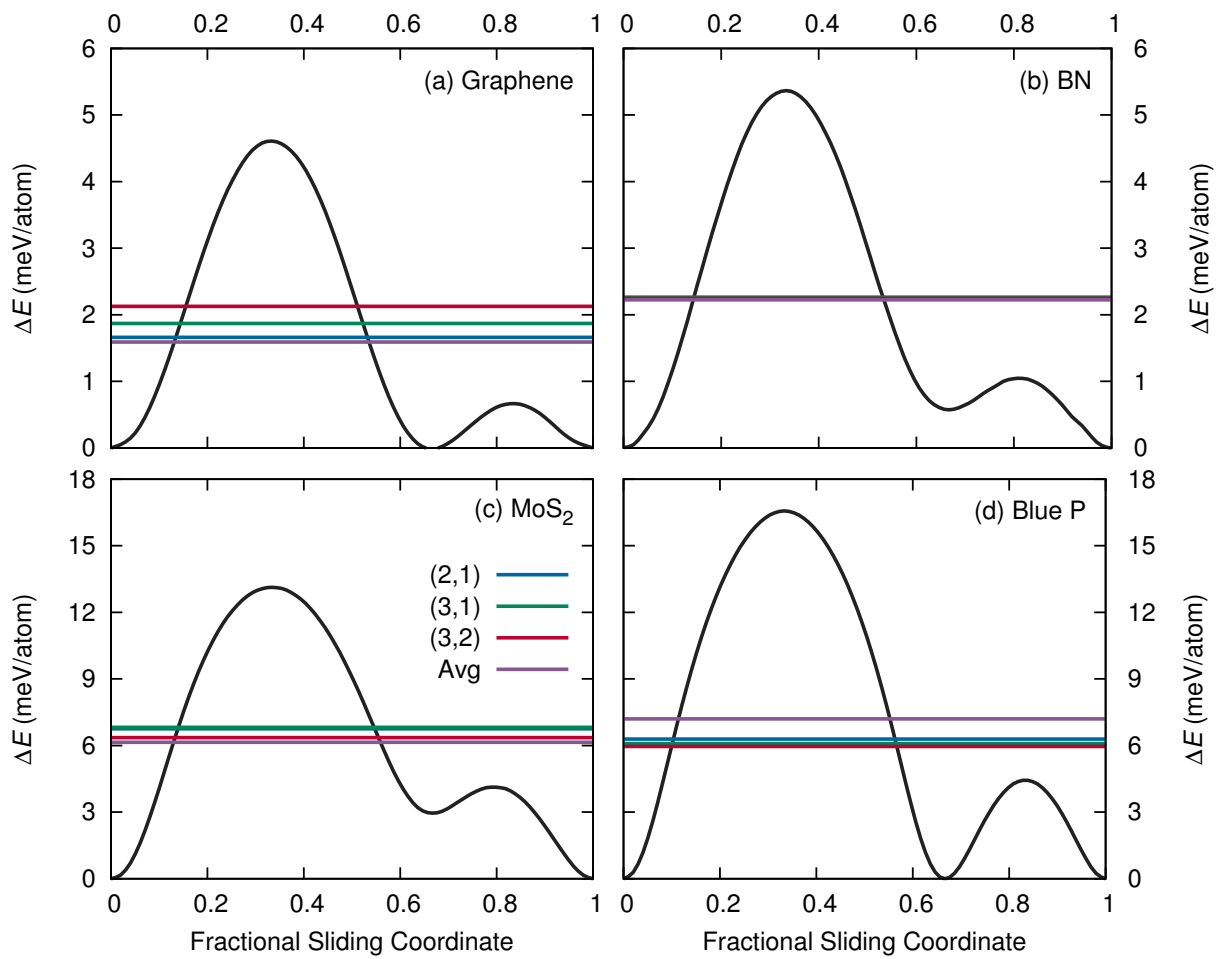 0 0.2 0.4 0.6 0.8 1
0 0.2 0.4 0.6 0.8 1
(a) Graphene
6
5
4
3
2
1
0
ΔE (meV/atom)
(b) BN
6
5
4
3
2
1
0
ΔE (meV/atom)
(c) MoS₂
18
15
12
9
6
3
0
ΔE (meV/atom)
(2,1)
(3,1)
(3,2)
Avg
(d) Blue P
18
15
12
9
6
3
0
ΔE (meV/atom)
0 0.2 0.4 0.6 0.8 1
Fractional Sliding Coordinate
0 0.2 0.4 0.6 0.8 1
Fractional Sliding Coordinate